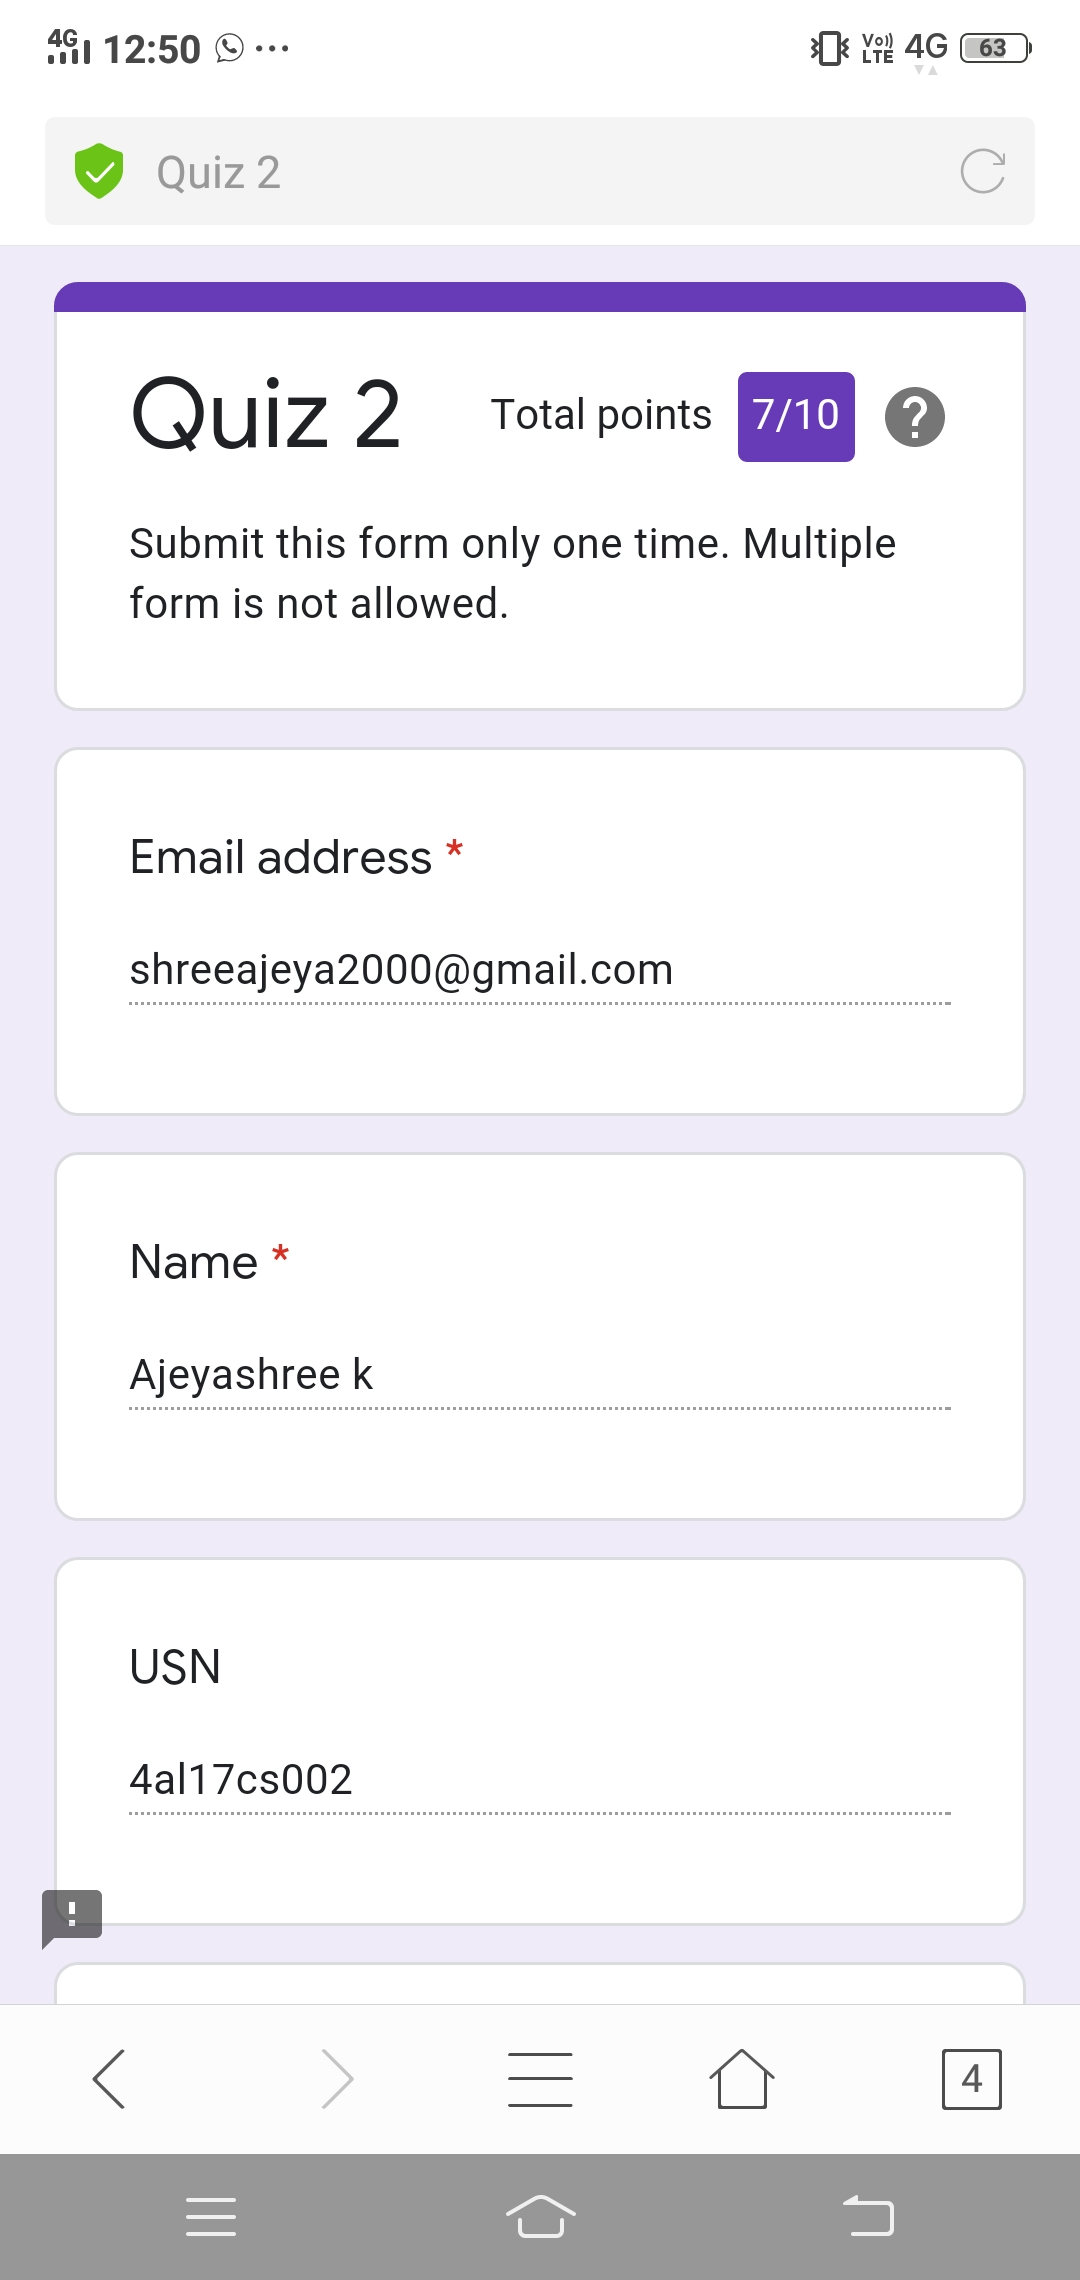 4G 12:50 ... Vo)) LTE 4G 63
Quiz 2
Quiz 2 Total points 7/10 ?
Submit this form only one time. Multiple
form is not allowed.
Email address *
shreeajeya2000@gmail.com
Name *
Ajeyashree k
USN
4al17cs002
!
4